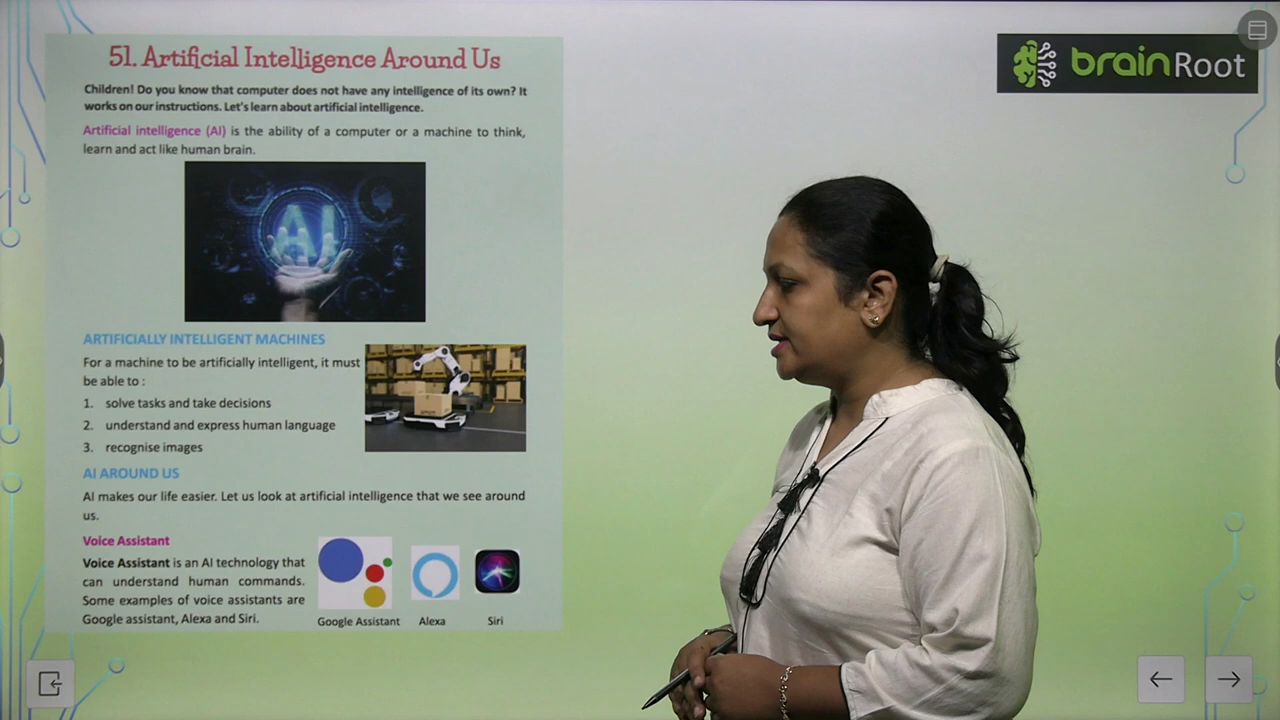 51. Artificial Intelligence Around Us
Children! Do you know that computer does not have any intelligence of its own? It
works on our instructions. Let's learn about artificial intelligence.
Artificial intelligence (AI) is the ability of a computer or a machine to think,
learn and act like human brain.
AI
ARTIFICIALLY INTELLIGENT MACHINES
For a machine to be artificially intelligent, it must
be able to :
1. solve tasks and take decisions
2. understand and express human language
3. recognise images
AI AROUND US
AI makes our life easier. Let us look at artificial intelligence that we see around
us.
Voice Assistant
Voice Assistant is an AI technology that
can understand human commands.
Some examples of voice assistants are
Google assistant, Alexa and Siri.
Google Assistant Alexa Siri
brainRoot